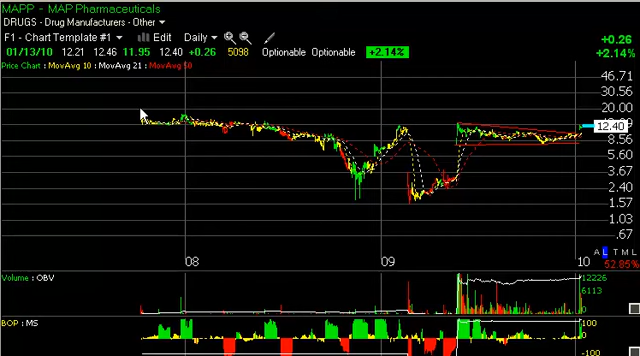 MAPP - MAP Pharmaceuticals
DRUGS - Drug Manufacturers - Other
F1 - Chart Template #1 Edit Daily
+0.26
01/13/10 12.21 12.46 11.95 12.40 +0.26 5098 Optionable Optionable +2.14%
+2.14%
Price Chart : MovAvg 10 : MovAvg 21 : MovAvg 50
46.71
30.56
20.00
12.40
8.56
5.60
3.67
2.40
1.57
1.03
.67
A L T M L
08 09 10
52.85%
Volume : OBV
12226
6113
BOP : MS
100
-100